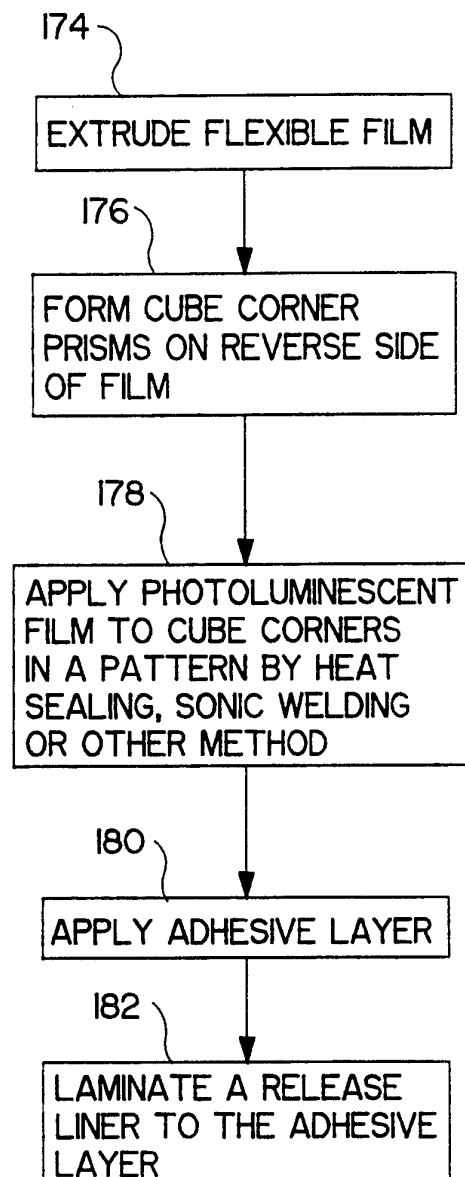 174
EXTRUDE FLEXIBLE FILM
176
FORM CUBE CORNER
PRISMS ON REVERSE SIDE
OF FILM
178
APPLY PHOTOLUMINESCENT
FILM TO CUBE CORNERS
IN A PATTERN BY HEAT
SEALING, SONIC WELDING
OR OTHER METHOD
180
APPLY ADHESIVE LAYER
182
LAMINATE A RELEASE
LINER TO THE ADHESIVE
LAYER